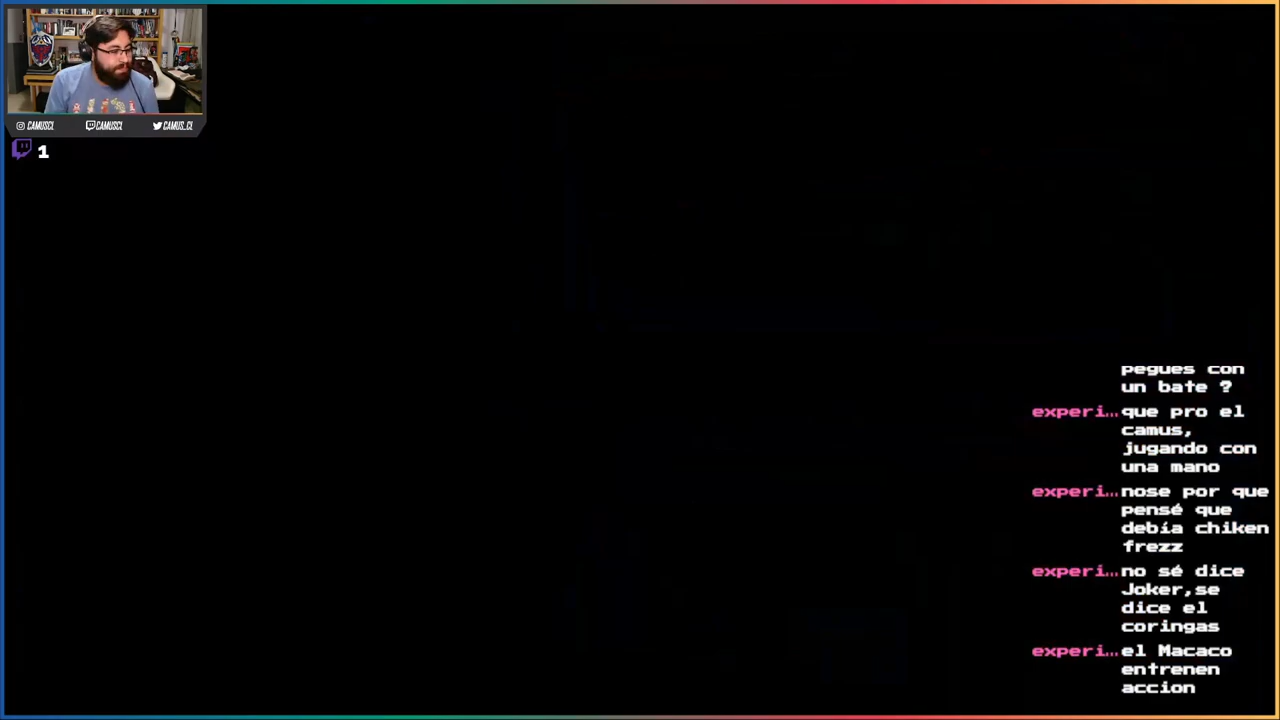 CAMUSCL
CAMUSCL
CAMUS_CL
1
pegues con
un bate ?
experi… que pro el
camus,
jugando con
una mano
experi… nose por que
pensé que
debía chiken
frezz
experi… no sé dice
Joker,se
dice el
coringas
experi… el Macaco
entrenen
accion